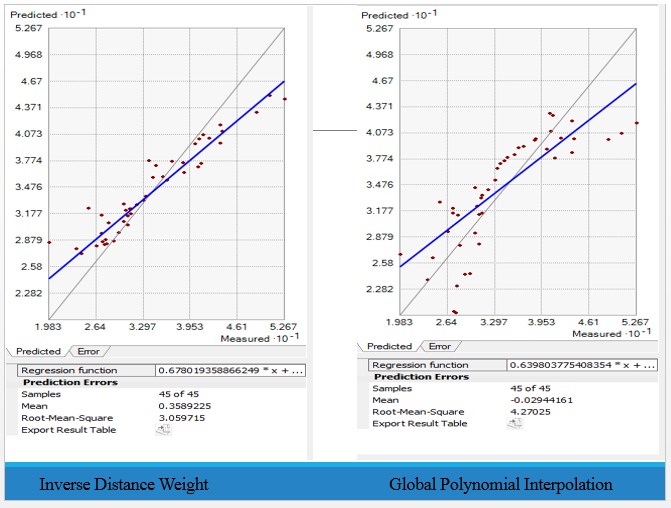 Predicted ·10⁻¹
5.267
4.968
4.67
4.371
4.073
3.774
3.476
3.177
2.879
2.58
2.282
1.983 2.64 3.297 3.953 4.61 5.267
Measured ·10⁻¹
Predicted Error
Regression function 0.678019358866249 * x + ...
Prediction Errors
Samples 45 of 45
Mean 0.3589225
Root-Mean-Square 3.059715
Export Result Table
Inverse Distance Weight
Predicted ·10⁻¹
5.267
4.968
4.67
4.371
4.073
3.774
3.476
3.177
2.879
2.58
2.282
1.983 2.64 3.297 3.953 4.61 5.267
Measured ·10⁻¹
Predicted Error
Regression function 0.639803775408354 * x + ...
Prediction Errors
Samples 45 of 45
Mean -0.02944161
Root-Mean-Square 4.27025
Export Result Table
Global Polynomial Interpolation